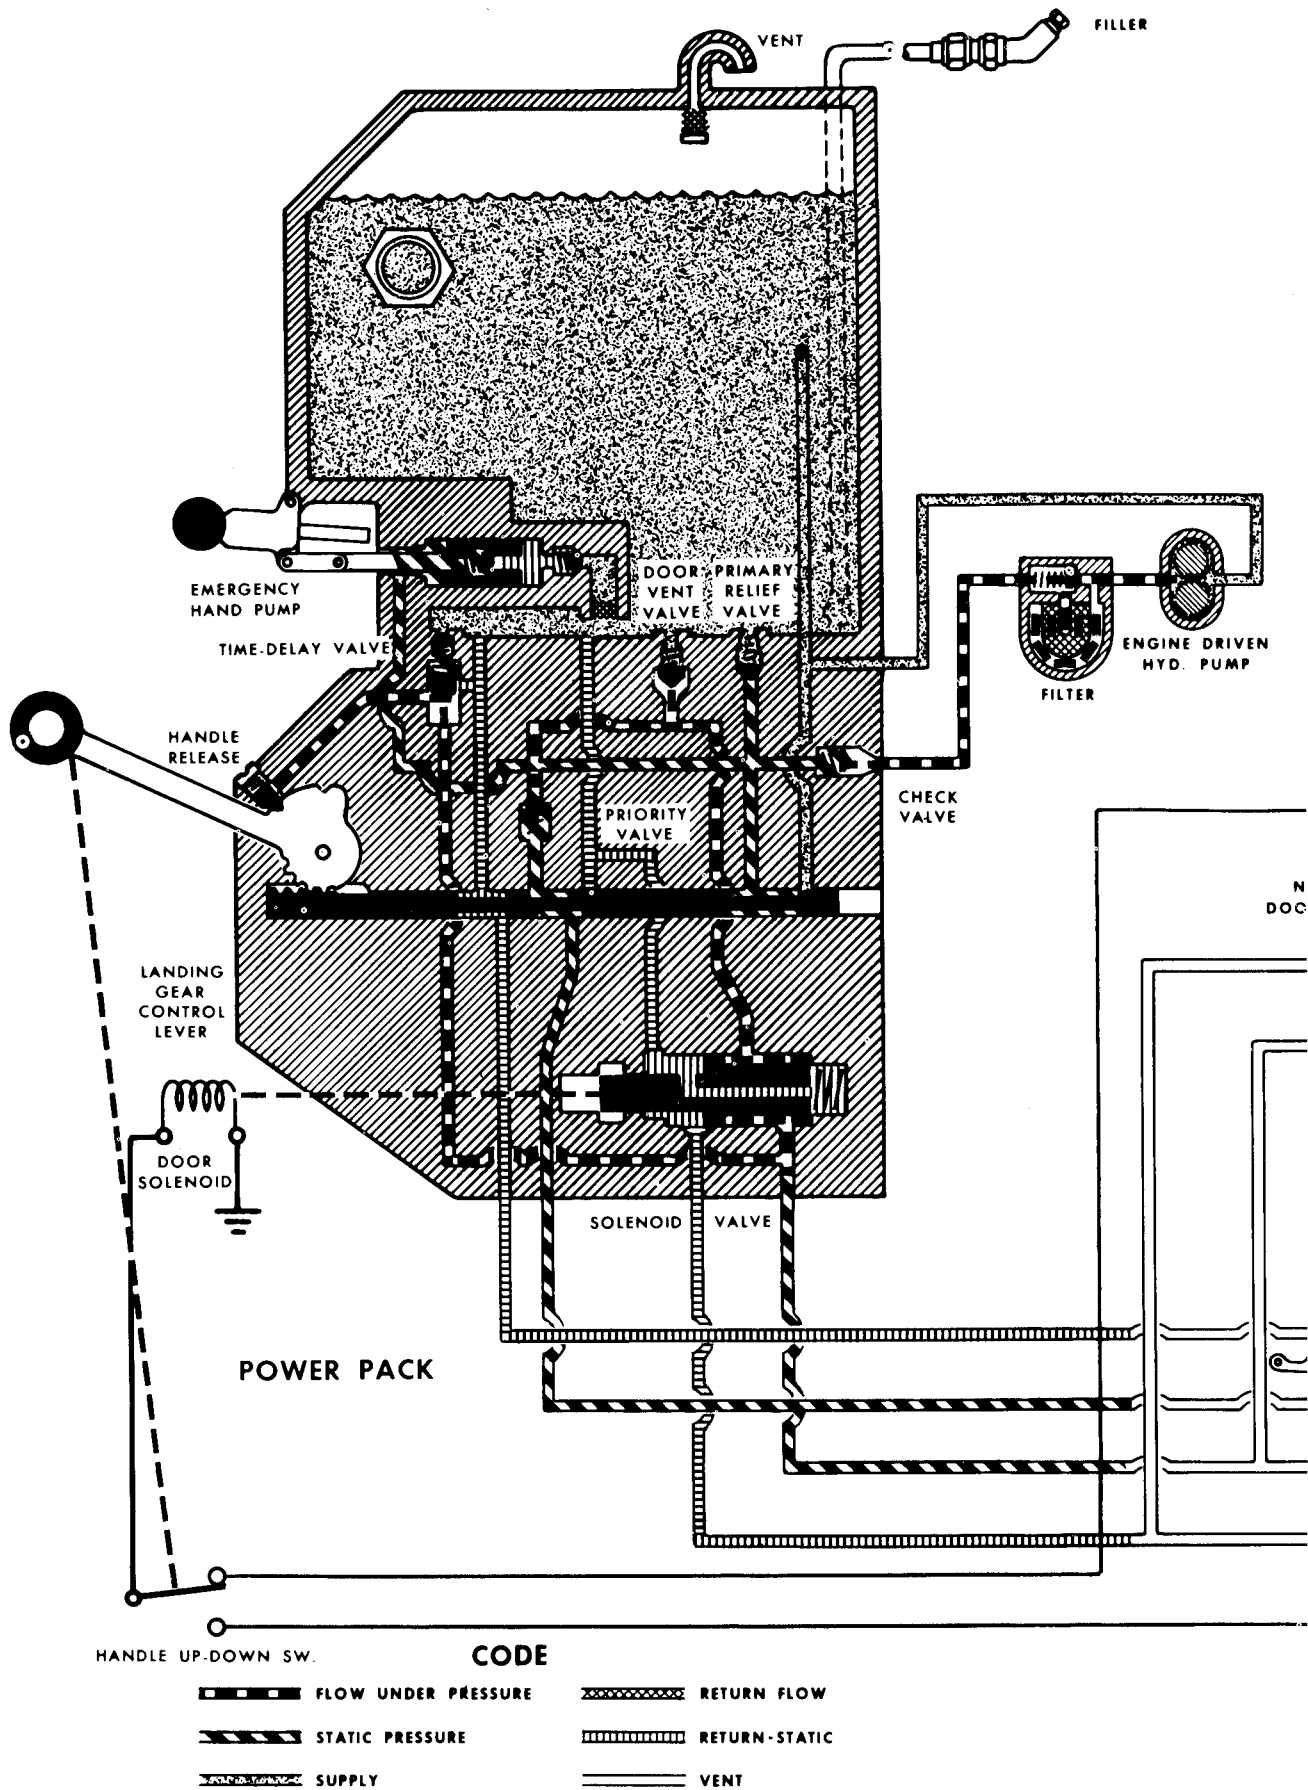 VENT
FILLER
EMERGENCY
HAND PUMP
DOOR
VENT
VALVE
PRIMARY
RELIEF
VALVE
TIME-DELAY VALVE
ENGINE DRIVEN
HYD. PUMP
FILTER
HANDLE
RELEASE
PRIORITY
VALVE
CHECK
VALVE
N
DOC
LANDING
GEAR
CONTROL
LEVER
DOOR
SOLENOID
SOLENOID VALVE
POWER PACK
HANDLE UP-DOWN SW.
CODE
FLOW UNDER PRESSURE
RETURN FLOW
STATIC PRESSURE
RETURN-STATIC
SUPPLY
VENT